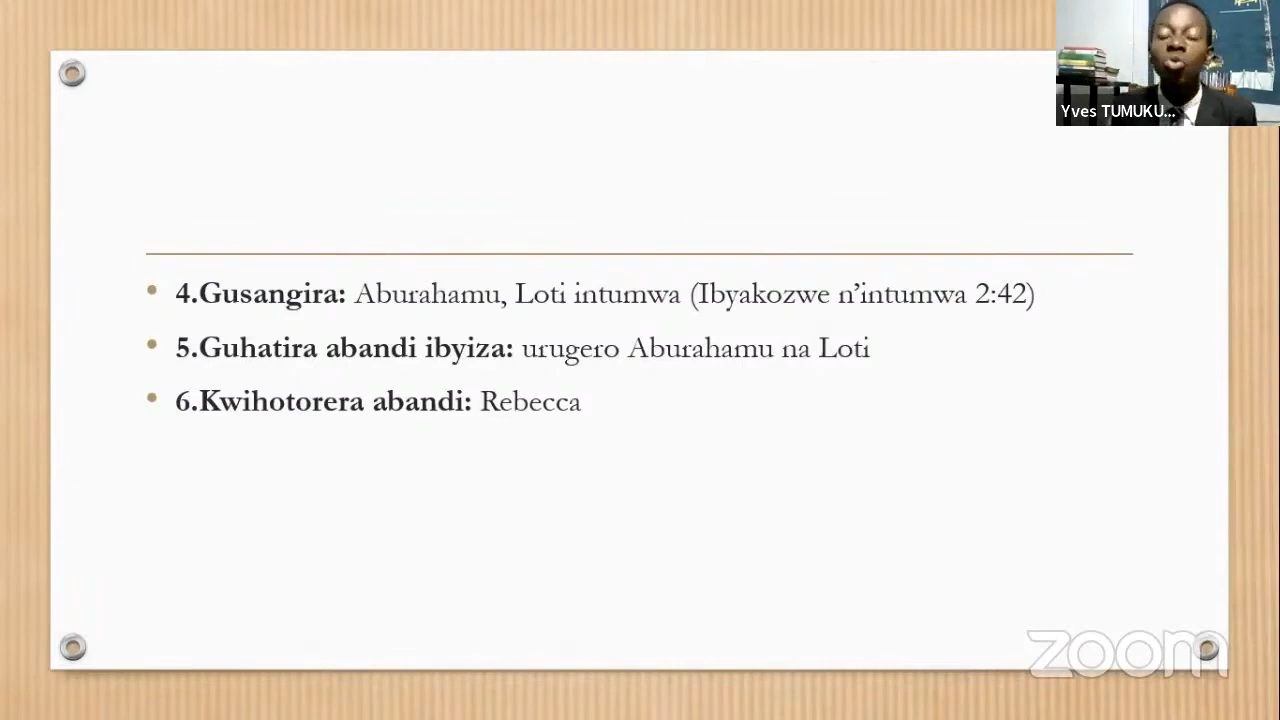 Yves TUMUKU...
• 4.Gusangira: Aburahamu, Loti intumwa (Ibyakozwe n’intumwa 2:42)
• 5.Guhatira abandi ibyiza: urugero Aburahamu na Loti
• 6.Kwihotorera abandi: Rebecca
zoom